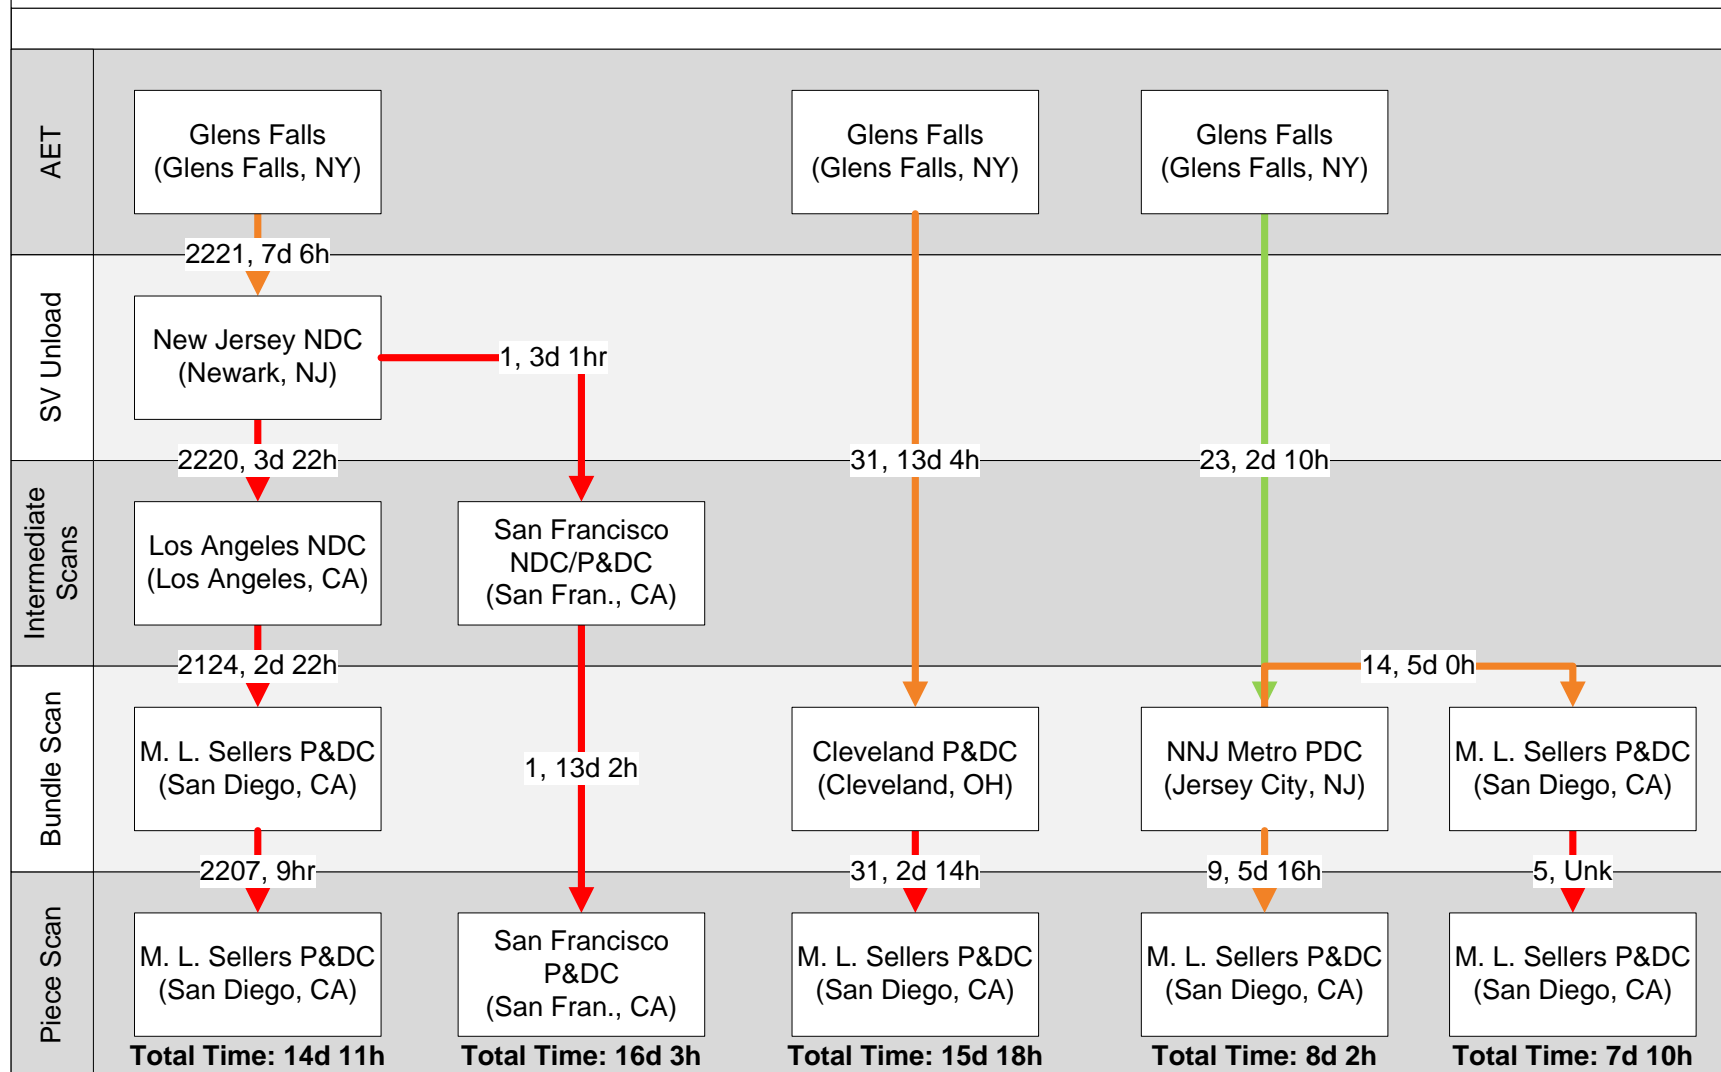 AET
Glens Falls
(Glens Falls, NY)
Glens Falls
(Glens Falls, NY)
Glens Falls
(Glens Falls, NY)
2221, 7d 6h
SV Unload
New Jersey NDC
(Newark, NJ)
1, 3d 1hr
2220, 3d 22h
31, 13d 4h
23, 2d 10h
Intermediate
Scans
Los Angeles NDC
(Los Angeles, CA)
San Francisco
NDC/P&DC
(San Fran., CA)
2124, 2d 22h
14, 5d 0h
Bundle Scan
M. L. Sellers P&DC
(San Diego, CA)
1, 13d 2h
Cleveland P&DC
(Cleveland, OH)
NNJ Metro PDC
(Jersey City, NJ)
M. L. Sellers P&DC
(San Diego, CA)
2207, 9hr
31, 2d 14h
9, 5d 16h
5, Unk
Piece Scan
M. L. Sellers P&DC
(San Diego, CA)
San Francisco
P&DC
(San Fran., CA)
M. L. Sellers P&DC
(San Diego, CA)
M. L. Sellers P&DC
(San Diego, CA)
M. L. Sellers P&DC
(San Diego, CA)
Total Time: 14d 11h
Total Time: 16d 3h
Total Time: 15d 18h
Total Time: 8d 2h
Total Time: 7d 10h